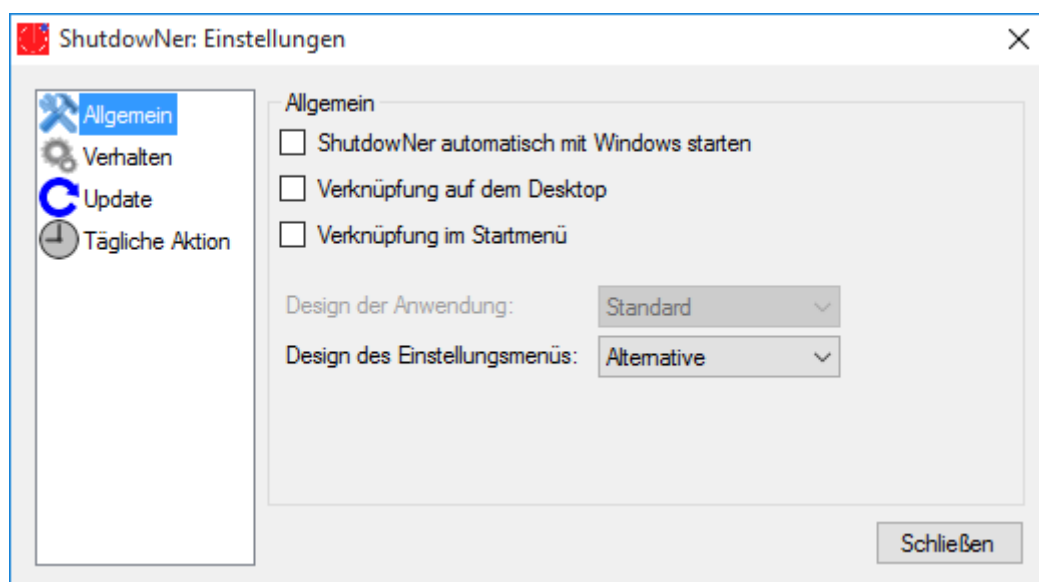 ShutdowNer: Einstellungen
Allgemein
Verhalten
Update
Tägliche Aktion
Allgemein
ShutdowNer automatisch mit Windows starten
Verknüpfung auf dem Desktop
Verknüpfung im Startmenü
Design der Anwendung: Standard
Design des Einstellungsmenüs: Alternative
Schließen